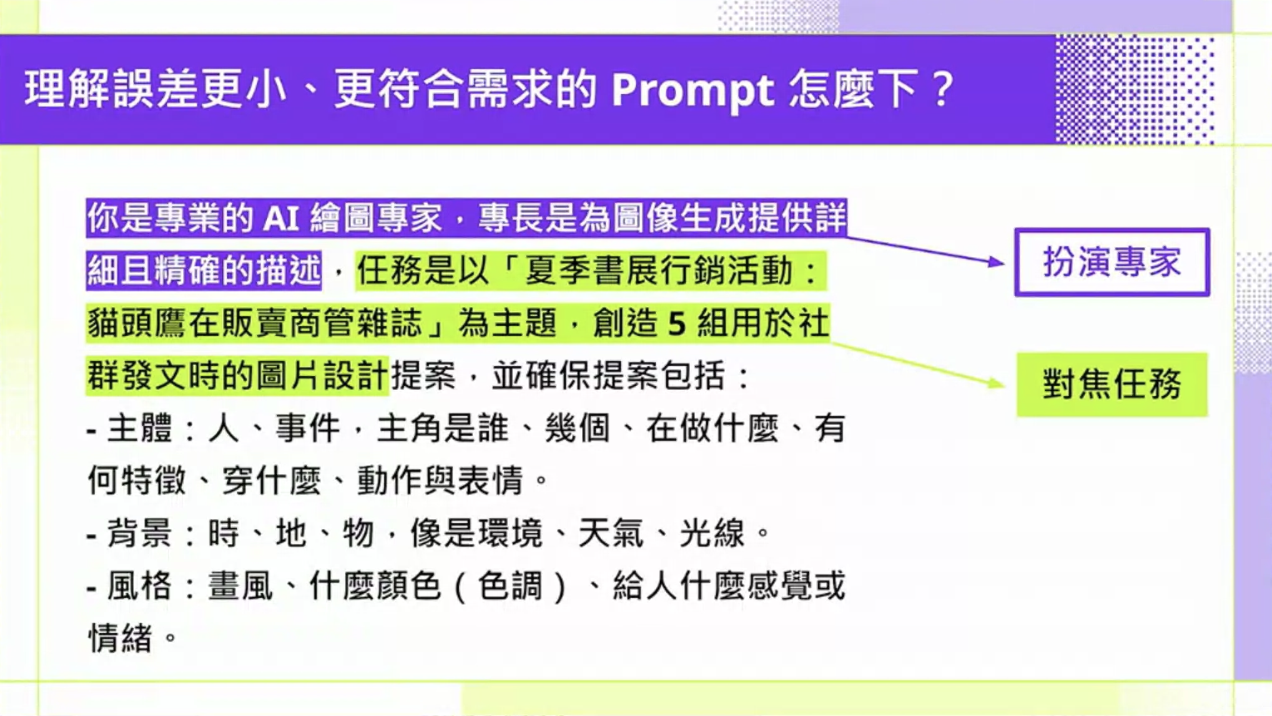 理解誤差更小、更符合需求的 Prompt 怎麼下？
你是專業的 AI 繪圖專家，專長是為圖像生成提供詳
細且精確的描述，任務是以「夏季書展行銷活動：
貓頭鷹在販賣商管雜誌」為主題，創造 5 組用於社
群發文時的圖片設計提案，並確保提案包括：
- 主體：人、事件，主角是誰、幾個、在做什麼、有
何特徵、穿什麼、動作與表情。
- 背景：時、地、物，像是環境、天氣、光線。
- 風格：畫風、什麼顏色（色調）、給人什麼感覺或
情緒。
扮演專家
對焦任務